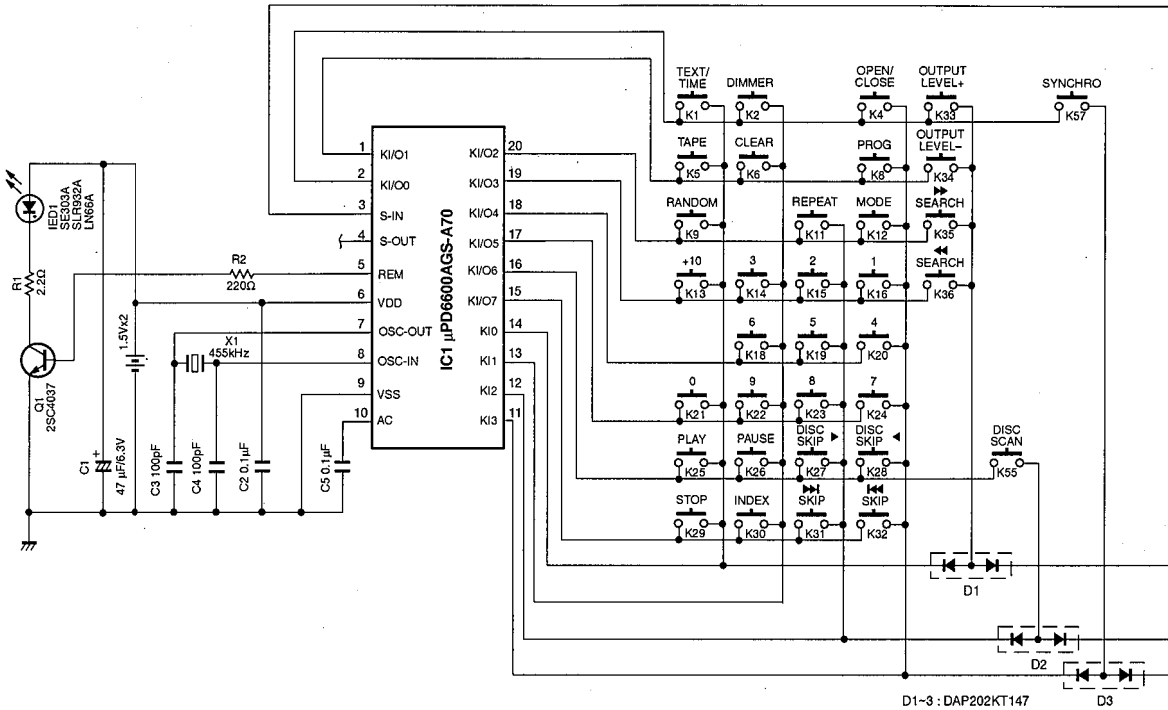 IED1
SE303A
SLR932A
LN66A
R1
2.2Ω
Q1
2SC4037
C1
+
47 µF/6.3V
1.5Vx2
C3 100pF
C4 100pF
C2 0.1µF
C5 0.1µF
R2
220Ω
X1
455kHz
IC1 µPD6600AGS-A70
1 KI/O1
2 KI/O0
3 S-IN
4 S-OUT
5 REM
6 VDD
7 OSC-OUT
8 OSC-IN
9 VSS
10 AC
KI/O2 20
KI/O3 19
KI/O4 18
KI/O5 17
KI/O6 16
KI/O7 15
KI0 14
KI1 13
KI2 12
KI3 11
TEXT/
TIME
DIMMER
OPEN/
CLOSE
OUTPUT
LEVEL+
SYNCHRO
K1 K2 K4 K33 K57
TAPE CLEAR PROG
OUTPUT
LEVEL−
K5 K6 K8 K34
RANDOM REPEAT MODE SEARCH
K9 K11 K12 K35
+10 3 2 1 SEARCH
K13 K14 K15 K16 K36
6 5 4
K18 K19 K20
0 9 8 7
K21 K22 K23 K24
PLAY PAUSE
DISC
SKIP
DISC
SKIP
DISC
SCAN
K25 K26 K27 K28 K55
STOP INDEX SKIP SKIP
K29 K30 K31 K32
D1
D2
D3
D1~3 : DAP202KT147